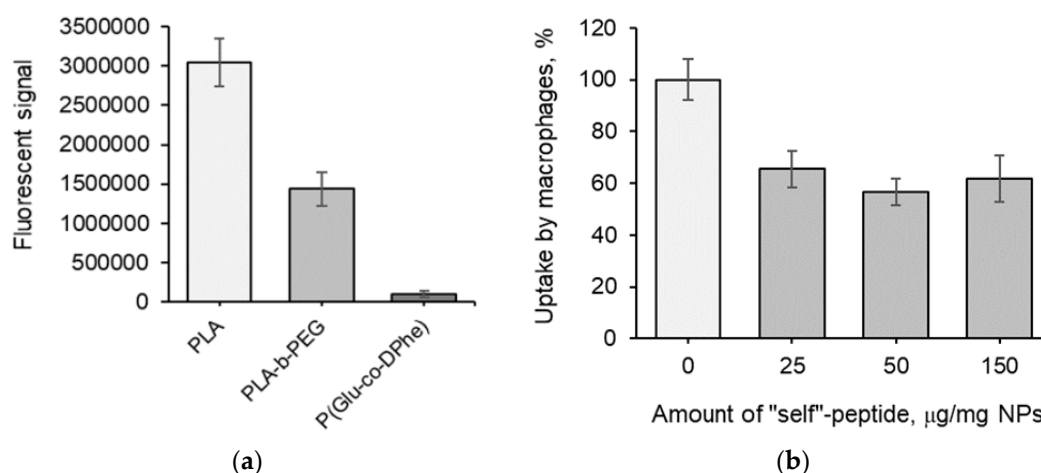 Fluorescent signal
3500000
3000000
2500000
2000000
1500000
1000000
500000
0
PLA
PLA-b-PEG
P(Glu-co-DPhe)
(a)
Uptake by macrophages, %
120
100
80
60
40
20
0
0 25 50 150
Amount of "self"-peptide, μg/mg NPs
(b)